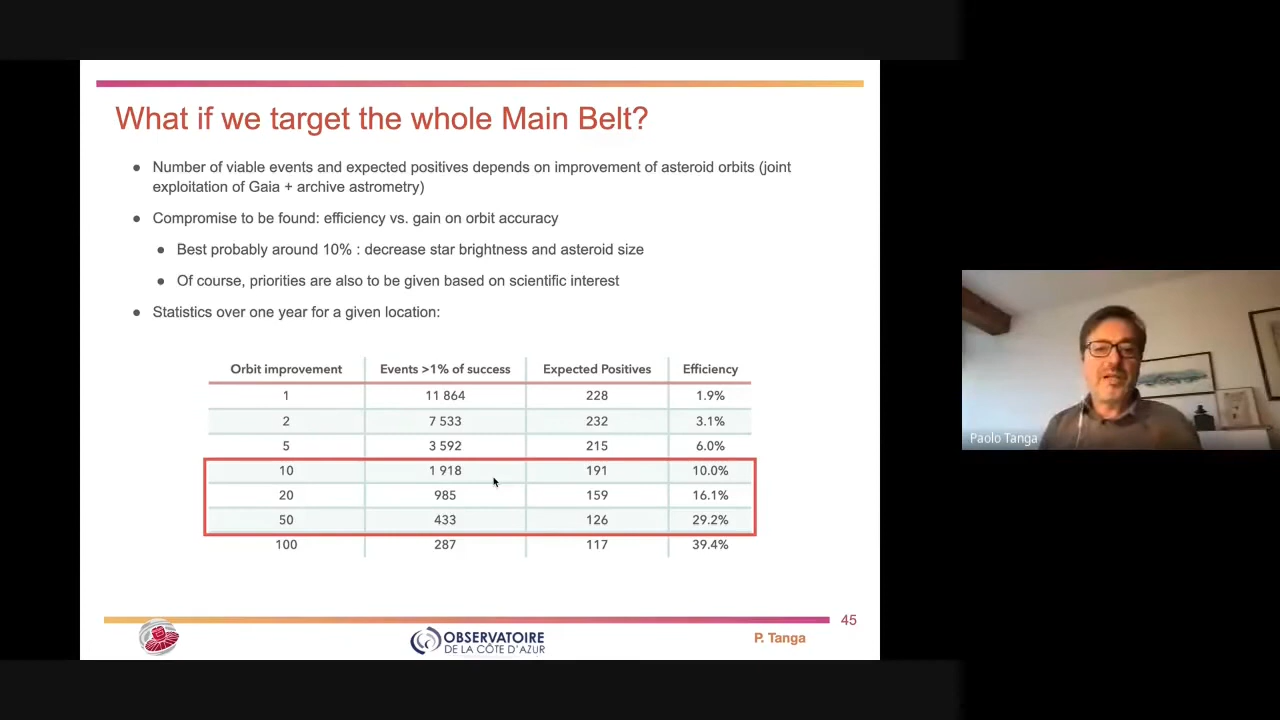 What if we target the whole Main Belt?
● Number of viable events and expected positives depends on improvement of asteroid orbits (joint
exploitation of Gaia + archive astrometry)
● Compromise to be found: efficiency vs. gain on orbit accuracy
● Best probably around 10% : decrease star brightness and asteroid size
● Of course, priorities are also to be given based on scientific interest
● Statistics over one year for a given location:
Orbit improvement Events >1% of success Expected Positives Efficiency
1 11 864 228 1.9%
2 7 533 232 3.1%
5 3 592 215 6.0%
10 1 918 191 10.0%
20 985 159 16.1%
50 433 126 29.2%
100 287 117 39.4%
45
OBSERVATOIRE
DE LA CÔTE D'AZUR
P. Tanga
Paolo Tanga